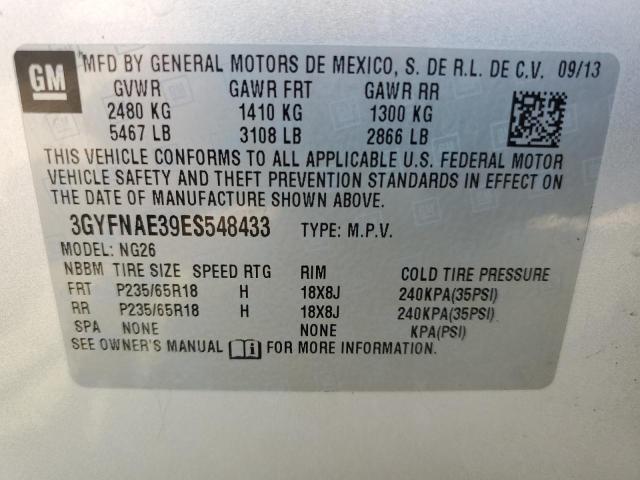 GM
MFD BY GENERAL MOTORS DE MEXICO, S. DE R.L. DE C.V. 09/13
GVWR GAWR FRT GAWR RR
2480 KG 1410 KG 1300 KG
5467 LB 3108 LB 2866 LB
THIS VEHICLE CONFORMS TO ALL APPLICABLE U.S. FEDERAL MOTOR
VEHICLE SAFETY AND THEFT PREVENTION STANDARDS IN EFFECT ON
THE DATE OF MANUFACTURE SHOWN ABOVE.
3GYFNAE39ES548433 TYPE: M.P.V.
MODEL: NG26
NBBM TIRE SIZE SPEED RTG RIM COLD TIRE PRESSURE
FRT P235/65R18 H 18X8J 240KPA(35PSI)
RR P235/65R18 H 18X8J 240KPA(35PSI)
SPA NONE NONE KPA(PSI)
SEE OWNER'S MANUAL i FOR MORE INFORMATION.